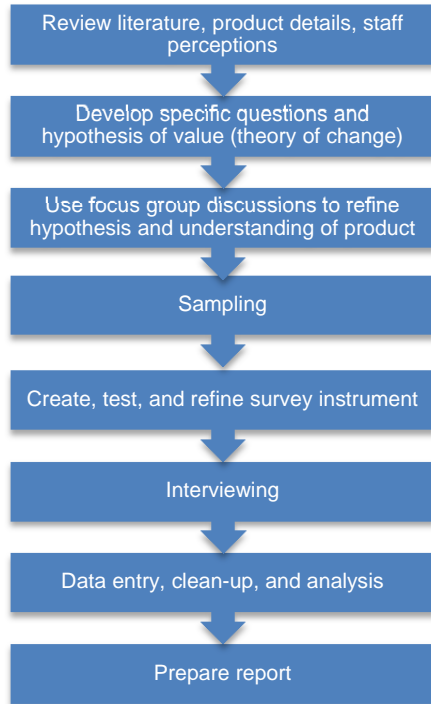 Review literature, product details, staff
perceptions
Develop specific questions and
hypothesis of value (theory of change)
Use focus group discussions to refine
hypothesis and understanding of product
Sampling
Create, test, and refine survey instrument
Interviewing
Data entry, clean-up, and analysis
Prepare report